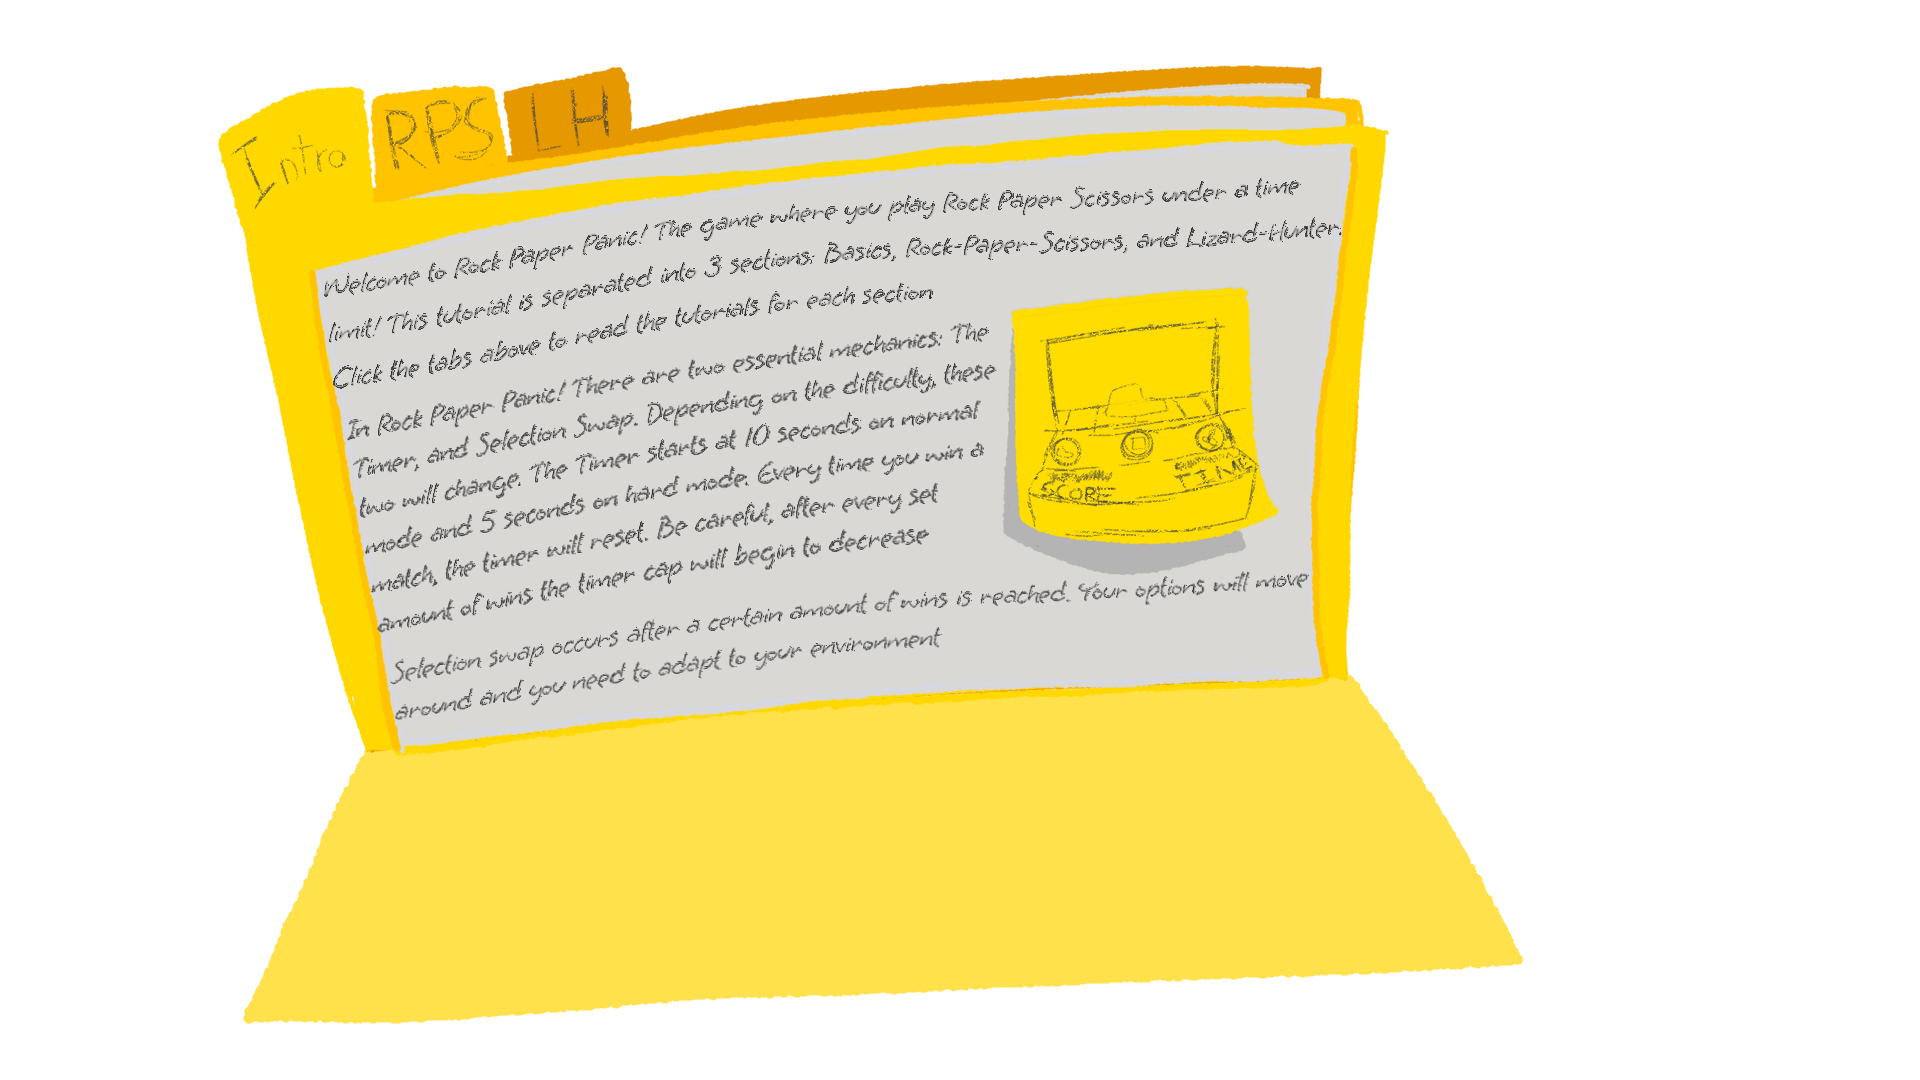 Intro
RPS
LH
Welcome to Rock Paper Panic! The game where you play Rock Paper Scissors under a time
limit! This tutorial is separated into 3 sections: Basics, Rock-Paper-Scissors, and Lizard-Hunter.
Click the tabs above to read the tutorials for each section
In Rock Paper Panic! There are two essential mechanics: The
Timer, and Selection Swap. Depending on the difficulty, these
two will change. The Timer starts at 10 seconds on normal
mode and 5 seconds on hard mode. Every time you win a
match, the timer will reset. Be careful, after every set
amount of wins the timer cap will begin to decrease
SCORE
TIME
Selection swap occurs after a certain amount of wins is reached. Your options will move
around and you need to adapt to your environment